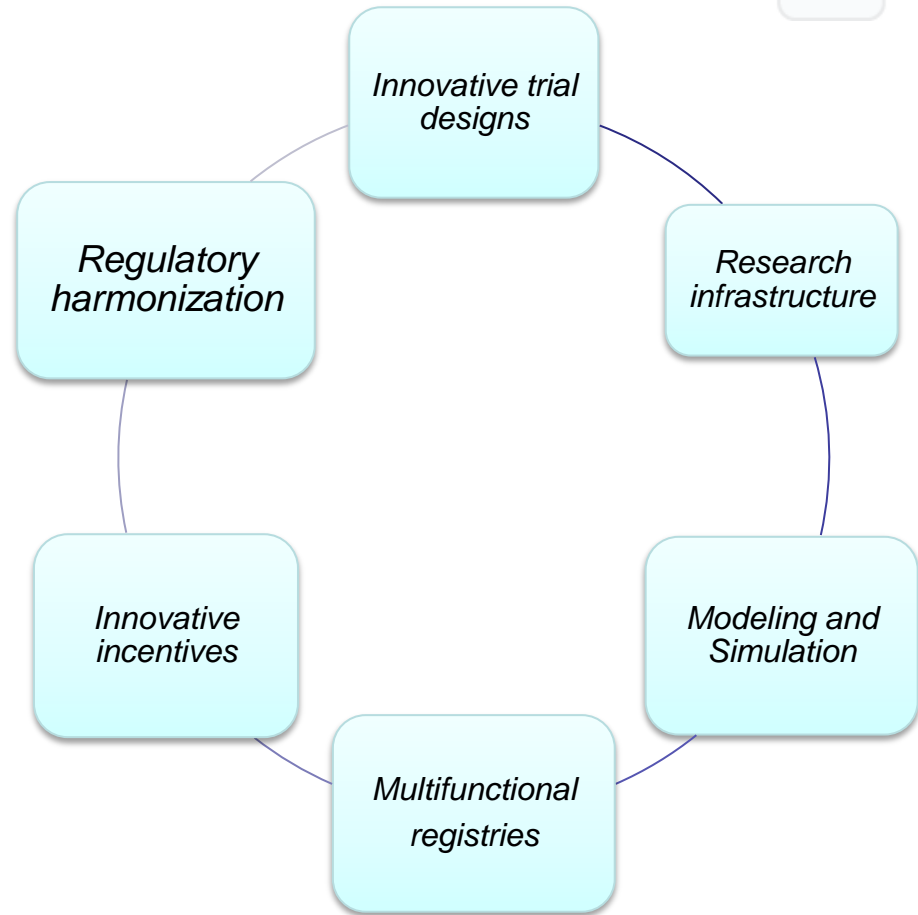 Innovative trial
designs
Research
infrastructure
Modeling and
Simulation
Multifunctional
registries
Innovative
incentives
Regulatory
harmonization